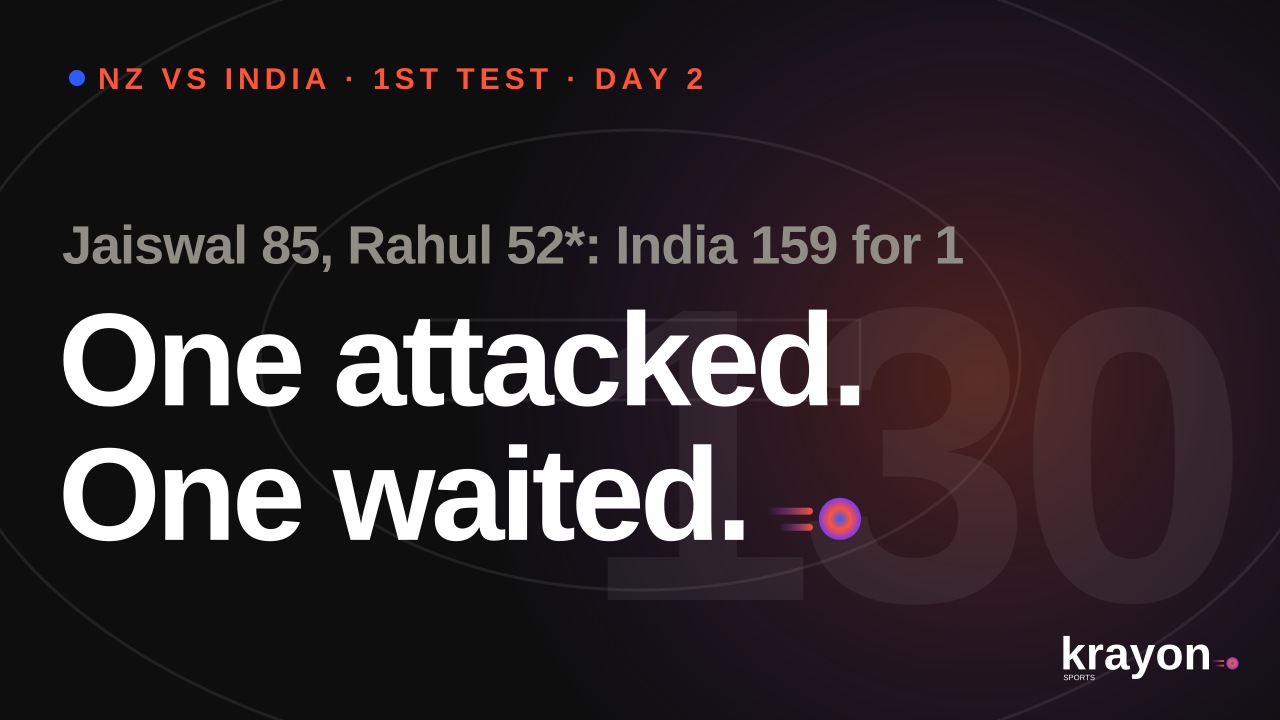 NZ VS INDIA · 1ST TEST · DAY 2
Jaiswal 85, Rahul 52*: India 159 for 1
One attacked.
One waited.
130
krayon
SPORTS